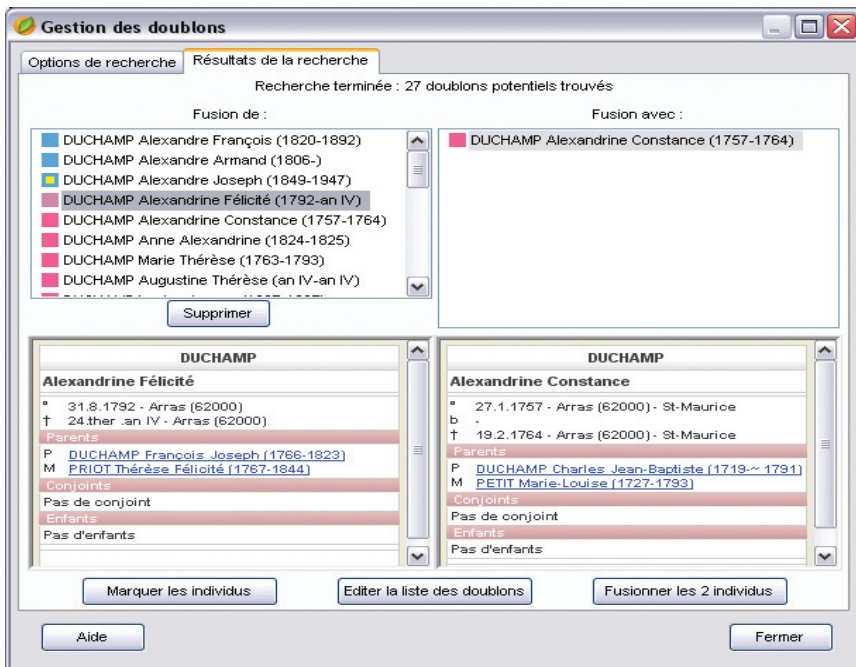 Gestion des doublons
Options de recherche
Résultats de la recherche
Recherche terminée : 27 doublons potentiels trouvés
Fusion de :
DUCHAMP Alexandre François (1820-1892)
DUCHAMP Alexandre Armand (1806-)
DUCHAMP Alexandre Joseph (1849-1947)
DUCHAMP Alexandrine Félicité (1792-an IV)
DUCHAMP Alexandrine Constance (1757-1764)
DUCHAMP Anne Alexandrine (1824-1825)
DUCHAMP Marie Thérèse (1763-1793)
DUCHAMP Augustine Thérèse (an IV-an IV)
Supprimer
Fusion avec :
DUCHAMP Alexandrine Constance (1757-1764)
DUCHAMP
Alexandrine Félicité
° 31.8.1792 - Arras (62000)
† 24.ther .an IV - Arras (62000)
Parents
P DUCHAMP François Joseph (1766-1823)
M PRIOT Thérèse Félicité (1767-1844)
Conjoints
Pas de conjoint
Enfants
Pas d'enfants
DUCHAMP
Alexandrine Constance
° 27.1.1757 - Arras (62000) - St-Maurice
b -
† 19.2.1764 - Arras (62000) - St-Maurice
Parents
P DUCHAMP Charles Jean-Baptiste (1719-~ 1791)
M PETIT Marie-Louise (1727-1793)
Conjoints
Pas de conjoint
Enfants
Pas d'enfants
Marquer les individus
Editer la liste des doublons
Fusionner les 2 individus
Aide
Fermer